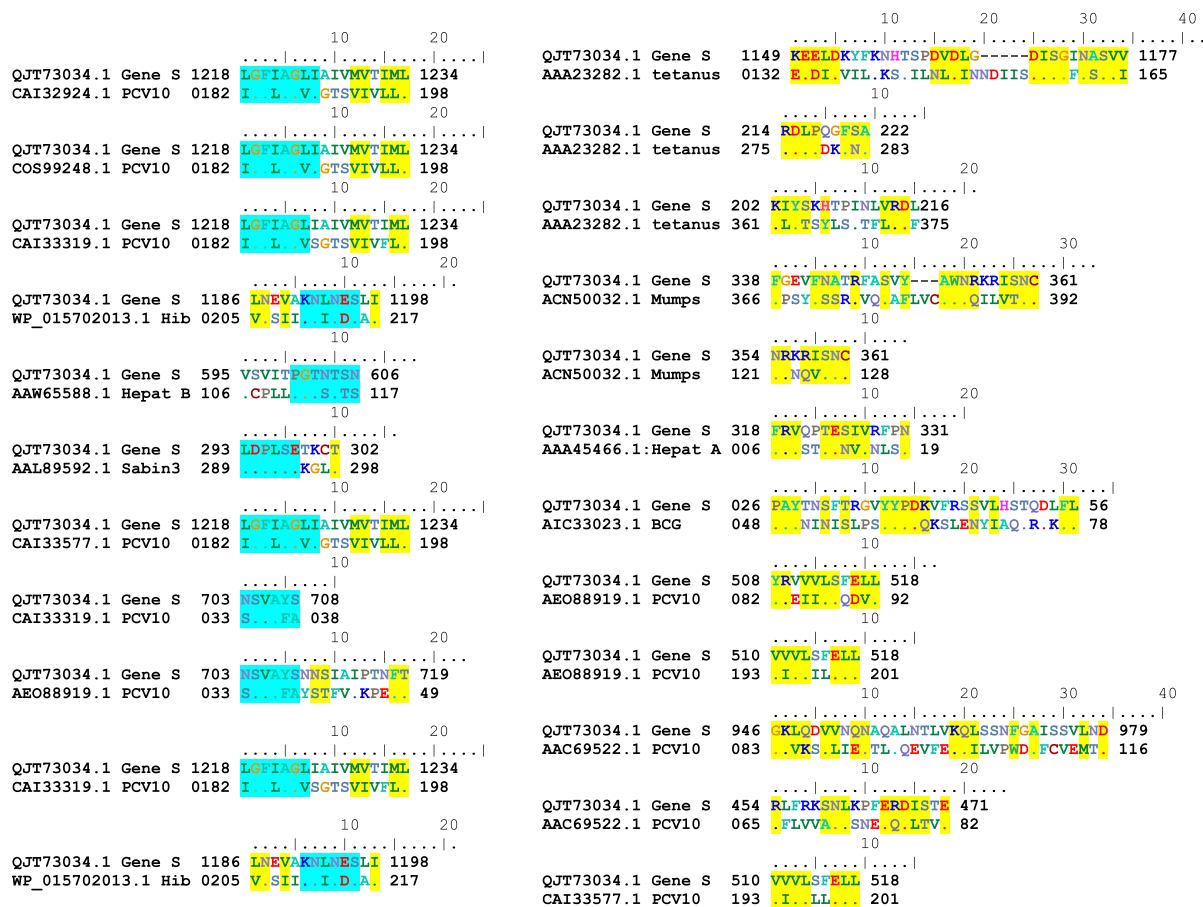 10 20
....|....|....|....|....|
QJT73034.1 Gene S 1218 LGFIAGLIAIVMVTIML 1234
CAI32924.1 PCV10 0182 I..L..V.GTSVIVLL. 198
10 20
....|....|....|....|....|
QJT73034.1 Gene S 1218 LGFIAGLIAIVMVTIML 1234
COS99248.1 PCV10 0182 I..L..V.GTSVIVLL. 198
10 20
....|....|....|....|....|
QJT73034.1 Gene S 1218 LGFIAGLIAIVMVTIML 1234
CAI33319.1 PCV10 0182 I..L..VSGTSVIVFL. 198
10 20
....|....|....|....|.
QJT73034.1 Gene S 1186 LNEVAKNLNESLI 1198
WP_015702013.1 Hib 0205 V.SII..I.D.A. 217
10
....|....|....|...
QJT73034.1 Gene S 595 VSVITPGTNTSN 606
AAW65588.1 Hepat B 106 .CPLL...S.TS 117
10
....|....|....|.
QJT73034.1 Gene S 293 LDPLSETKCT 302
AAL89592.1 Sabin3 289 ......KGL. 298
10 20
....|....|....|....|....|
QJT73034.1 Gene S 1218 LGFIAGLIAIVMVTIML 1234
CAI33577.1 PCV10 0182 I..L..V.GTSVIVLL. 198
10
....|....|
QJT73034.1 Gene S 703 NSVAYS 708
CAI33319.1 PCV10 033 S...FA 038
10 20
....|....|....|....|...
QJT73034.1 Gene S 703 NSVAYSNNSIAIPTNFT 719
AEO88919.1 PCV10 033 S...FAYSTFV.KPE.. 49
10 20
....|....|....|....|....|
QJT73034.1 Gene S 1218 LGFIAGLIAIVMVTIML 1234
CAI33319.1 PCV10 0182 I..L..VSGTSVIVFL. 198
10 20
....|....|....|....|.
QJT73034.1 Gene S 1186 LNEVAKNLNESLI 1198
WP_015702013.1 Hib 0205 V.SII..I.D.A. 217
10 20 30 40
....|....|....|....|....|....|....|....|..
QJT73034.1 Gene S 1149 KEELDKYFKNHTSPDVDLG-----DISGINASVV 1177
AAA23282.1 tetanus 0132 E.DI.VIL.KS.ILNL.INNDIIS....F.S..I 165
10
....|....|....|
QJT73034.1 Gene S 214 RDLPQGFSA 222
AAA23282.1 tetanus 275 ....DK.N. 283
10 20
....|....|....|....|.
QJT73034.1 Gene S 202 KIYSKHTPINLVRDL216
AAA23282.1 tetanus 361 .L.TSYLS.TFL..F375
10 20 30
....|....|....|....|....|....|...
QJT73034.1 Gene S 338 FGEVFNATRFASVY---AWNRKRISNC 361
ACN50032.1 Mumps 366 .PSY.SSR.VQ.AFLVC...QILVT.. 392
10
....|....|....
QJT73034.1 Gene S 354 NRKRISNC 361
ACN50032.1 Mumps 121 ..NQV... 128
10 20
....|....|....|....|
QJT73034.1 Gene S 318 FRVQPTESIVRFPN 331
AAA45466.1:Hepat A 006 ...ST..NV.NLS. 19
10 20 30
....|....|....|....|....|....|....|
QJT73034.1 Gene S 026 PAYTNSFTRGVYYPDKVFRSSVLHSTQDLFL 56
AIC33023.1 BCG 048 ...NINISLPS....QKSLENYIAQ.R.K.. 78
10
....|....|....|..
QJT73034.1 Gene S 508 YRVVVLSFELL 518
AEO88919.1 PCV10 082 ..EII..QDV. 92
10
....|....|....
QJT73034.1 Gene S 510 VVVLSFELL 518
AEO88919.1 PCV10 193 .I..IL... 201
10 20 30 40
....|....|....|....|....|....|....|....|
QJT73034.1 Gene S 946 GKLQDVVNQNAQALNTLVKQLSSNFGAISSVLND 979
AAC69522.1 PCV10 083 ..VKS.LIE.TL.QEVFE..ILVPWD.FCVEMT. 116
10 20
....|....|....|....|....
QJT73034.1 Gene S 454 RLFRKSNLKPFERDISTE 471
AAC69522.1 PCV10 065 .FLVVA..SNE.Q.LTV. 82
10
....|....|....|
QJT73034.1 Gene S 510 VVVLSFELL 518
CAI33577.1 PCV10 193 .I..LL... 201